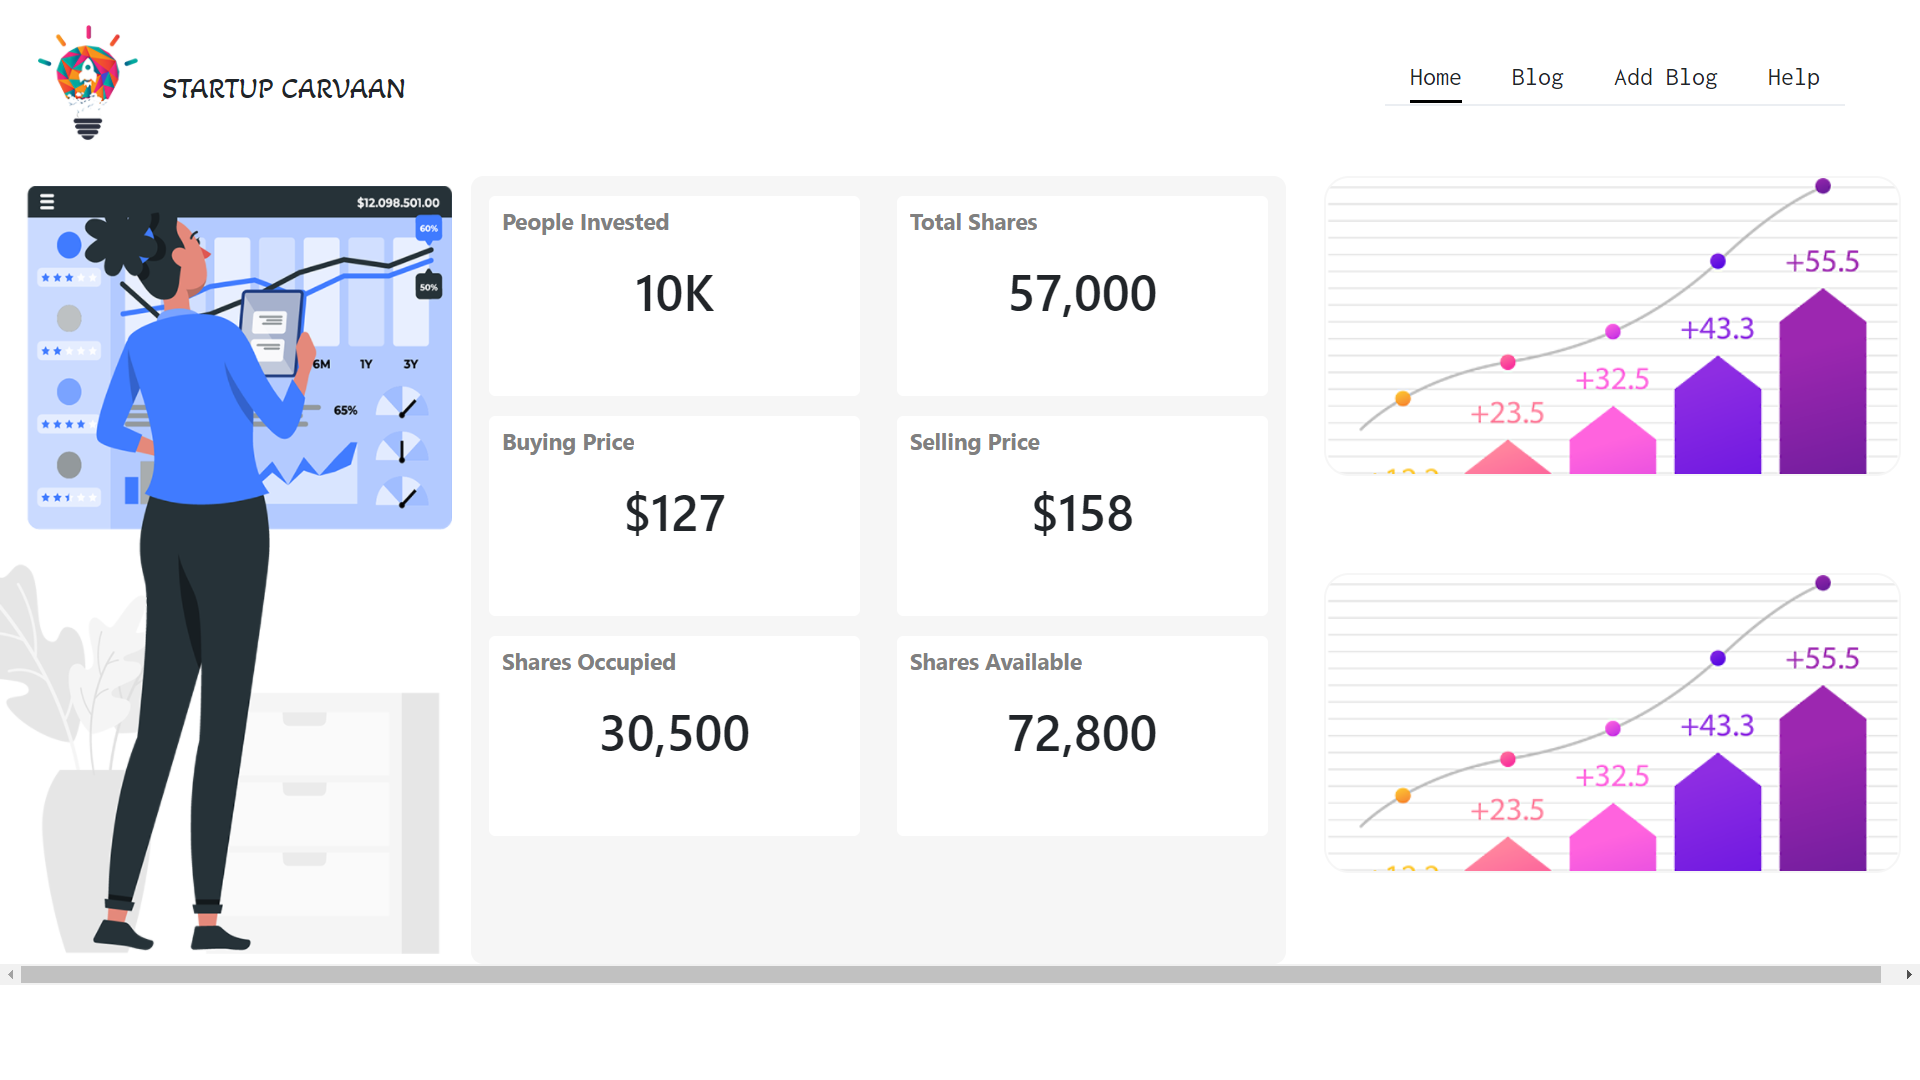 STARTUP CARVAAN
Home Blog Add Blog Help
$12.098.501.00
60%
50%
6M 1Y 3Y
65%
People Invested
10K
Total Shares
57,000
Buying Price
$127
Selling Price
$158
Shares Occupied
30,500
Shares Available
72,800
+55.5
+43.3
+32.5
+23.5
+55.5
+43.3
+32.5
+23.5